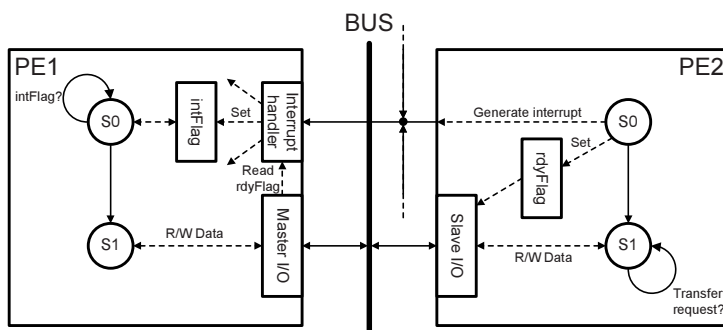 BUS
PE1
PE2
intFlag?
S0
intFlag
Set
Interrupt
handler
Generate interrupt
S0
Set
rdyFlag
Read
rdyFlag
S1
R/W Data
Master I/O
Slave I/O
R/W Data
S1
Transfer
request?